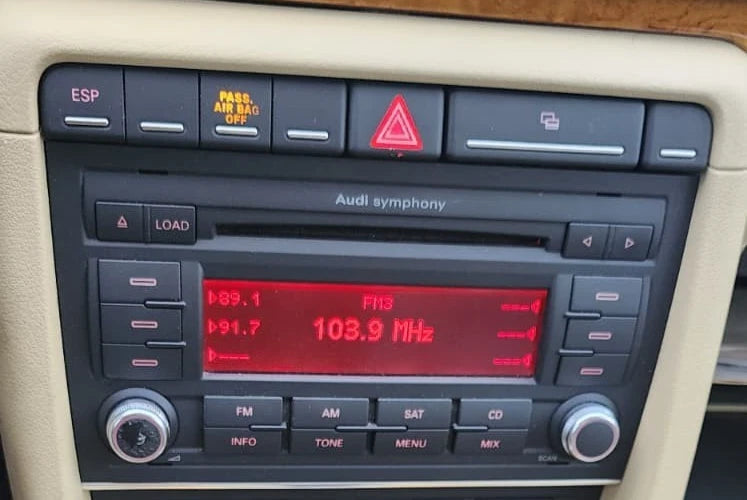 ESP
PASS.
AIR BAG
OFF
Audi symphony
LOAD
89.1
FM3
---
91.7
103.9 MHz
---
---
---
FM
AM
SAT
CD
INFO
TONE
MENU
MIX
SCAN